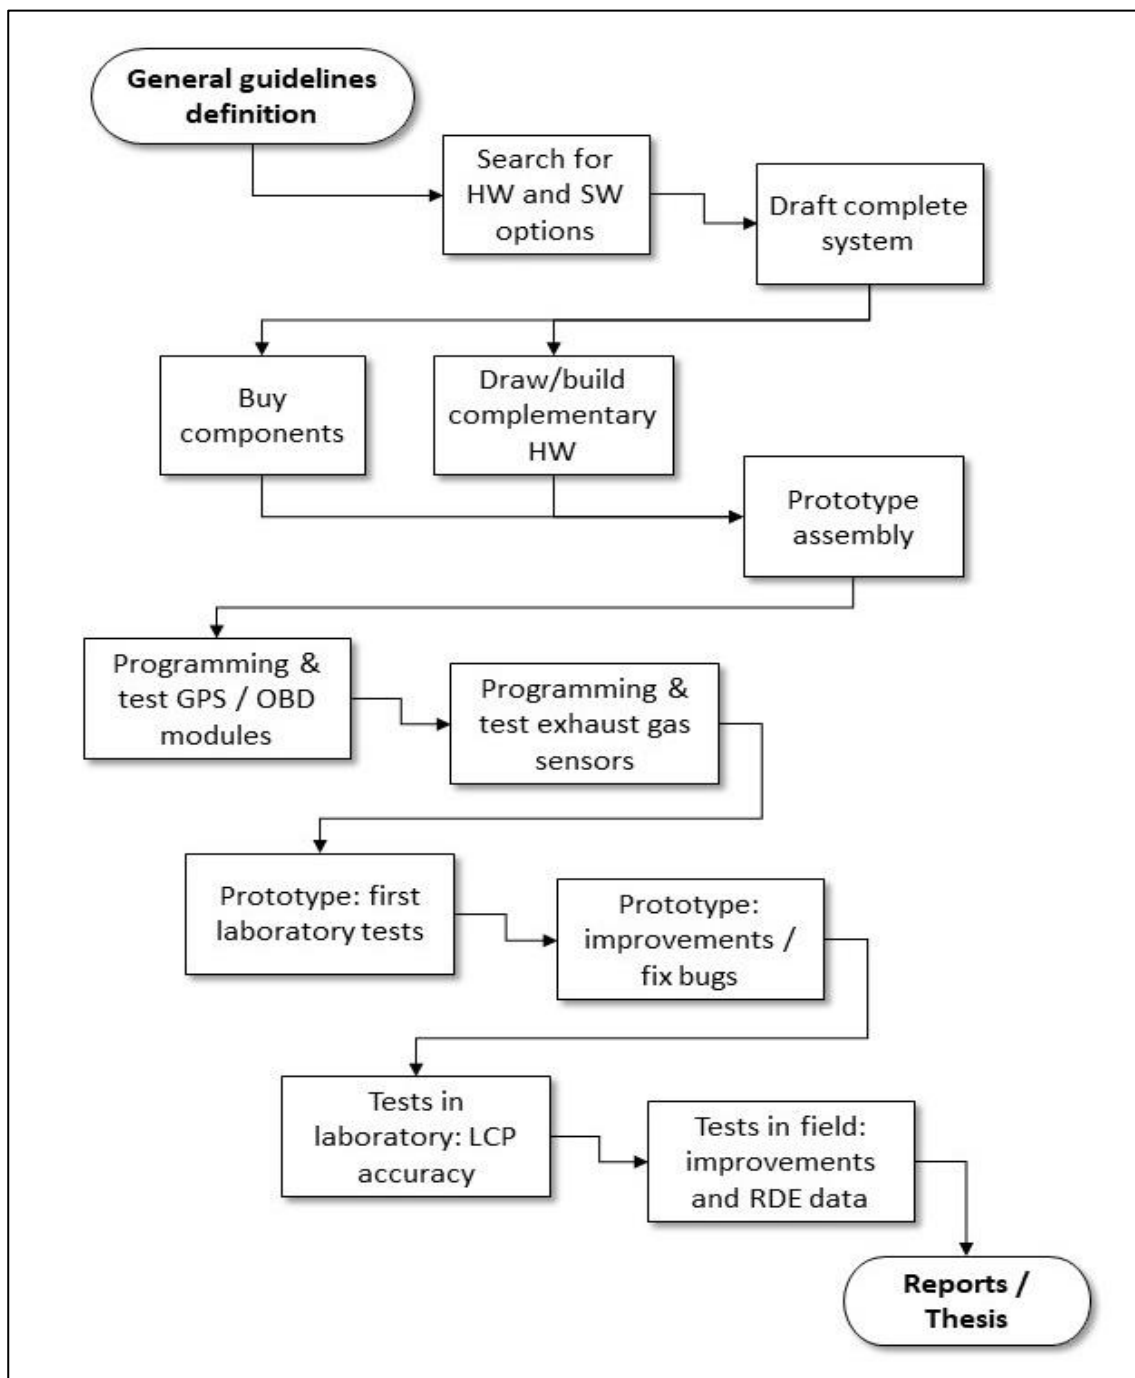 General guidelines
definition
Search for
HW and SW
options
Draft complete
system
Buy
components
Draw/build
complementary
HW
Prototype
assembly
Programming &
test GPS / OBD
modules
Programming &
test exhaust gas
sensors
Prototype: first
laboratory tests
Prototype:
improvements /
fix bugs
Tests in
laboratory: LCP
accuracy
Tests in field:
improvements
and RDE data
Reports /
Thesis